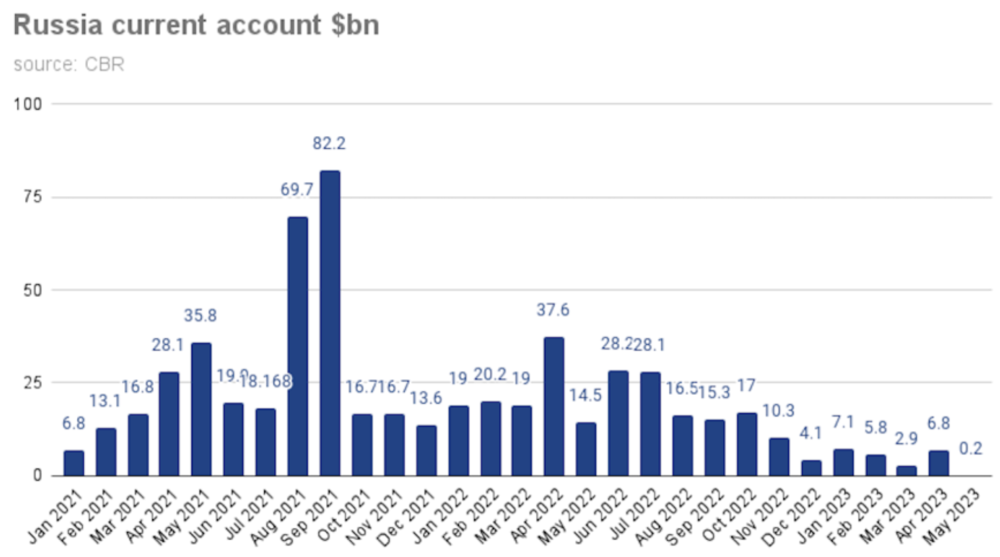 Russia current account $bn
source: CBR
100
75
50
25
0
6.8
13.1
16.8
28.1
35.8
18.168
69.7
82.2
16.7
16.7
13.6
19
20.2
19
37.6
14.5
28.2
28.1
16.5
15.3
17
10.3
4.1
7.1
5.8
2.9
6.8
0.2
Jan 2021
Feb 2021
Mar 2021
Apr 2021
May 2021
Jun 2021
Jul 2021
Aug 2021
Sep 2021
Oct 2021
Nov 2021
Dec 2021
Jan 2022
Feb 2022
Mar 2022
Apr 2022
May 2022
Jun 2022
Jul 2022
Aug 2022
Sep 2022
Oct 2022
Nov 2022
Dec 2022
Jan 2023
Feb 2023
Mar 2023
Apr 2023
May 2023